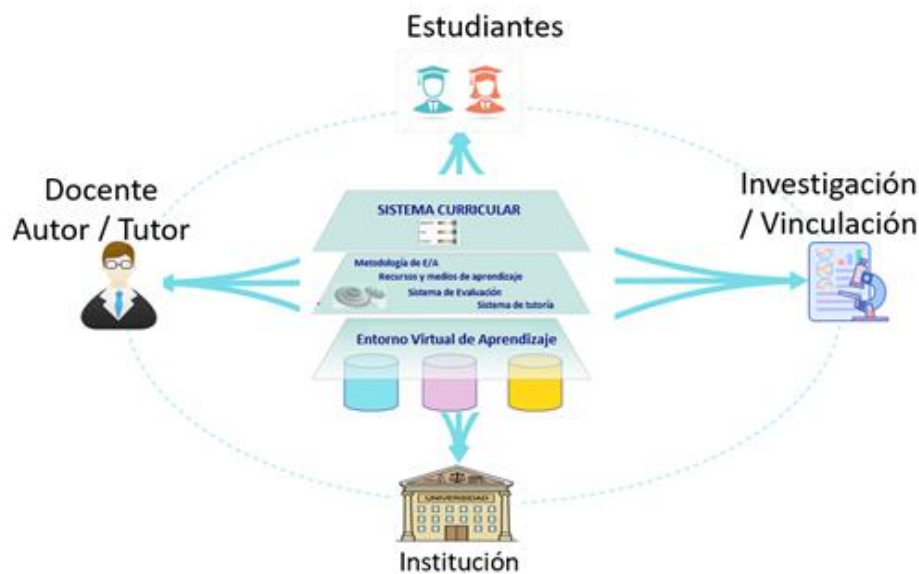 Estudiantes
Docente
Autor / Tutor
Investigación
/ Vinculación
SISTEMA CURRICULAR
Metodología de E/A
Recursos y medios de aprendizaje
Sistema de Evaluación
Sistema de tutoría
Entorno Virtual de Aprendizaje
UNIVERSIDAD
Institución